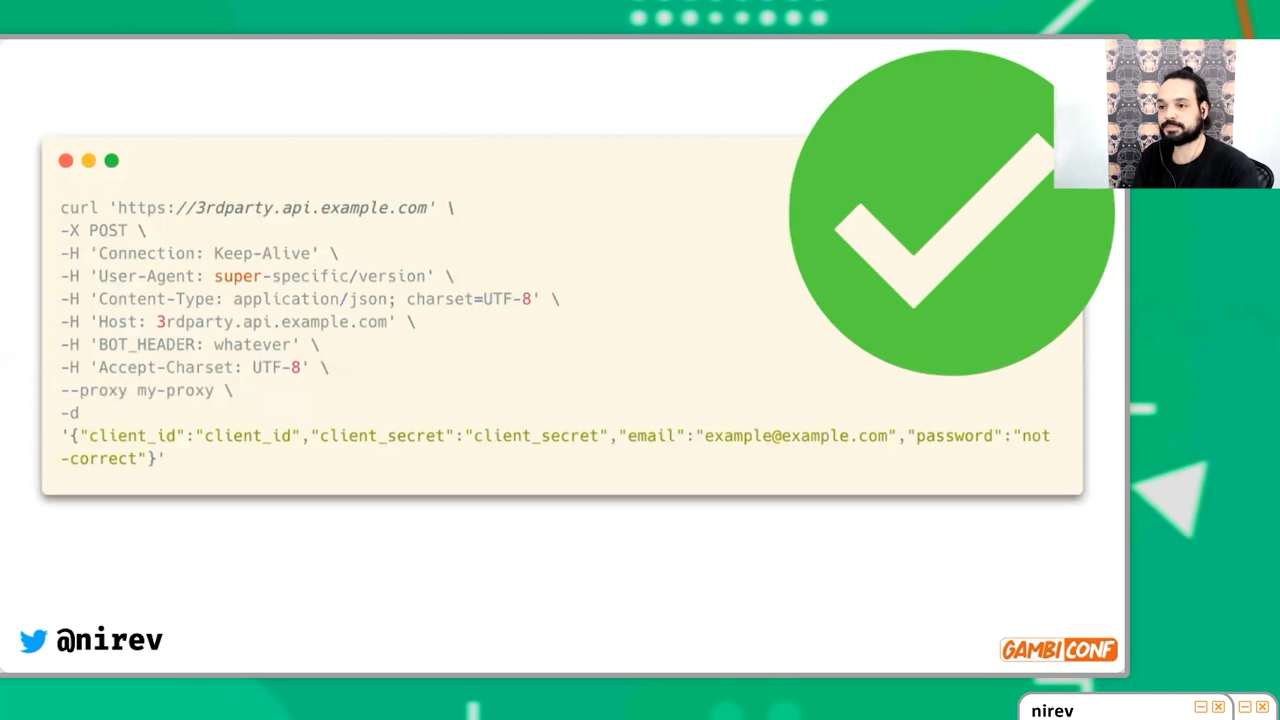 curl 'https://3rdparty.api.example.com' \
-X POST \
-H 'Connection: Keep-Alive' \
-H 'User-Agent: super-specific/version' \
-H 'Content-Type: application/json; charset=UTF-8' \
-H 'Host: 3rdparty.api.example.com' \
-H 'BOT_HEADER: whatever' \
-H 'Accept-Charset: UTF-8' \
--proxy my-proxy \
-d
'{"client_id":"client_id","client_secret":"client_secret","email":"example@example.com","password":"not
-correct"}'
@nirev
GAMBICONF
nirev